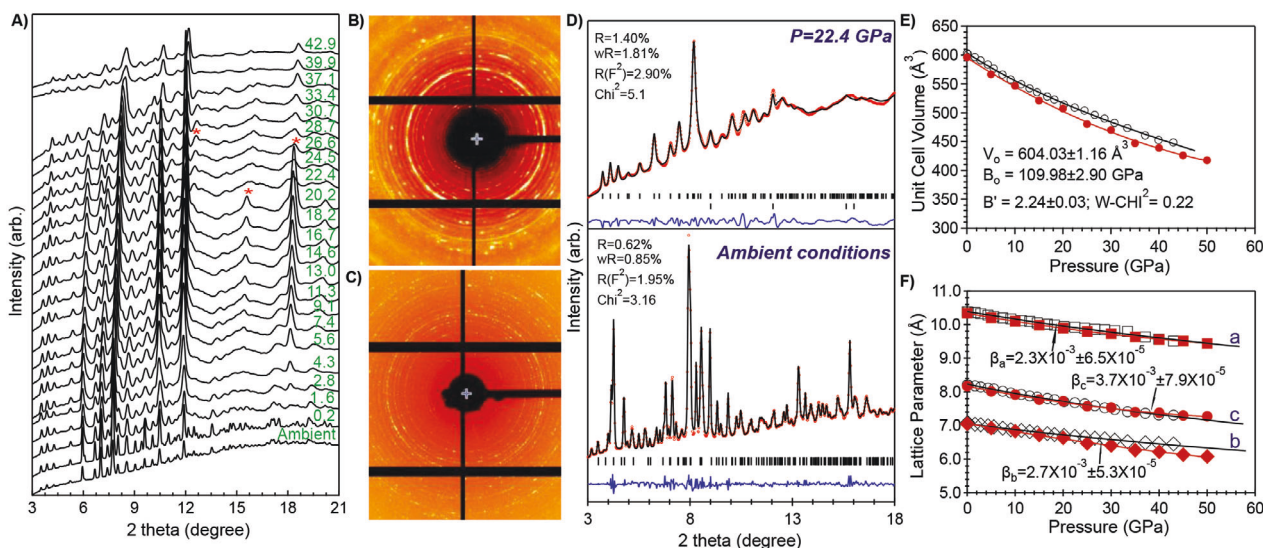 A)
Intensity (arb.)
42.9
39.9
37.1
33.4
30.7
28.7
26.6
24.5
22.4
20.2
18.2
16.7
14.6
13.0
11.3
9.1
7.4
5.6
4.3
2.8
1.6
0.2
Ambient
*
*
*
3 6 9 12 15 18 21
2 theta (degree)
B)
C)
D)
Intensity (arb.)
R=1.40%
wR=1.81%
R(F²)=2.90%
Chi²=5.1
P=22.4 GPa
R=0.62%
wR=0.85%
R(F²)=1.95%
Chi²=3.16
Ambient conditions
3 8 13 18
2 theta (degree)
E)
Unit Cell Volume (Å³)
650
600
550
500
450
400
350
300
V₀ = 604.03±1.16 Å³
B₀ = 109.98±2.90 GPa
B' = 2.24±0.03; W-CHI²= 0.22
0 10 20 30 40 50 60
Pressure (GPa)
F)
Lattice Parameter (Å)
11.0
10.0
9.0
8.0
7.0
6.0
5.0
a
βₐ=2.3X10⁻³±6.5X10⁻⁵
β_c=3.7X10⁻³±7.9X10⁻⁵
c
b
β_b=2.7X10⁻³±5.3X10⁻⁵
0 10 20 30 40 50 60
Pressure (GPa)